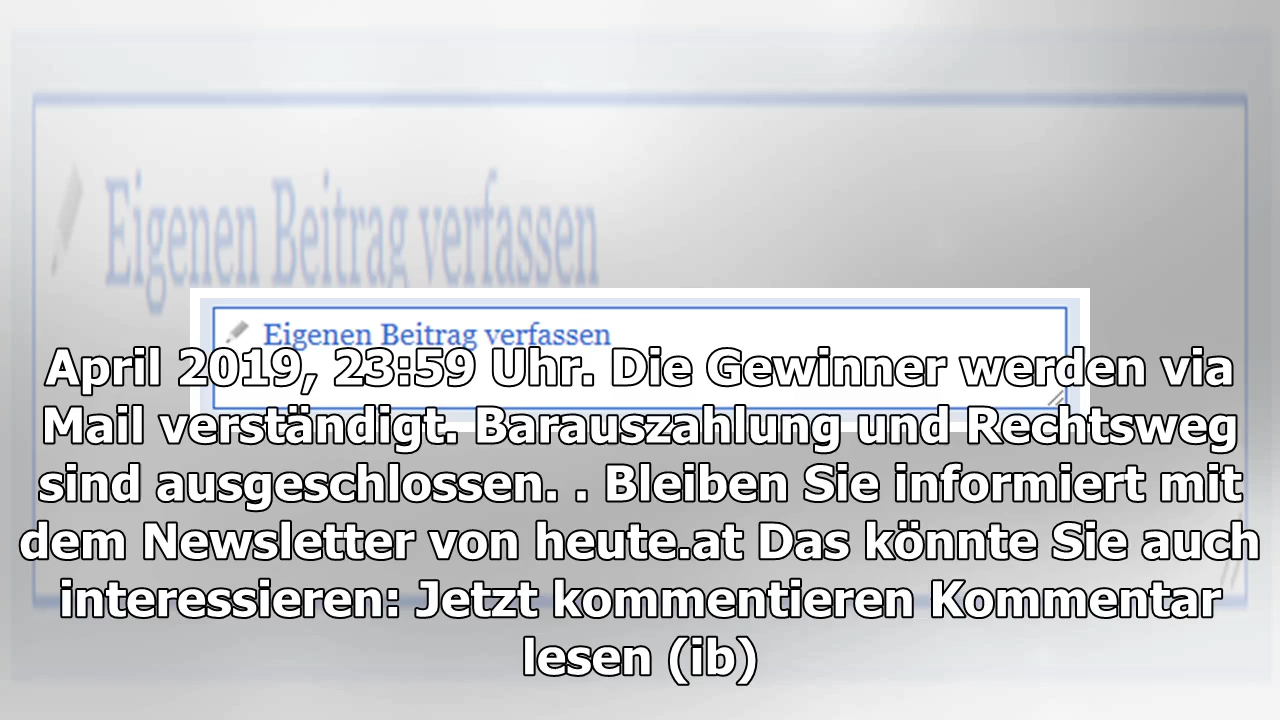 Eigenen Beitrag verfassen
Eigenen Beitrag verfassen
April 2019, 23:59 Uhr. Die Gewinner werden via
Mail verständigt. Barauszahlung und Rechtsweg
sind ausgeschlossen. . Bleiben Sie informiert mit
dem Newsletter von heute.at Das könnte Sie auch
interessieren: Jetzt kommentieren Kommentar
lesen (ib)